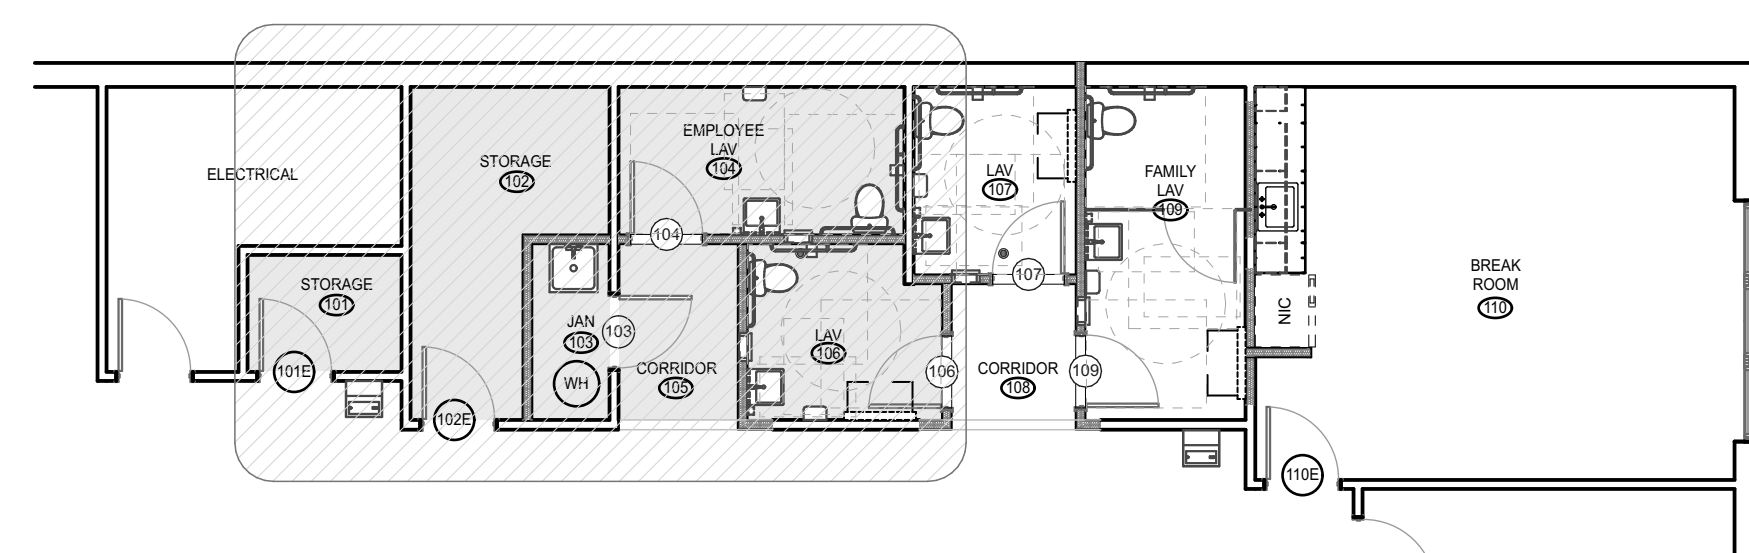 ELECTRICAL
STORAGE
101
101E
STORAGE
102
102E
EMPLOYEE
LAV
104
104
JAN
103
103
WH
CORRIDOR
105
LAV
106
106
LAV
107
107
CORRIDOR
108
FAMILY
LAV
109
109
NIC
BREAK
ROOM
110
110E